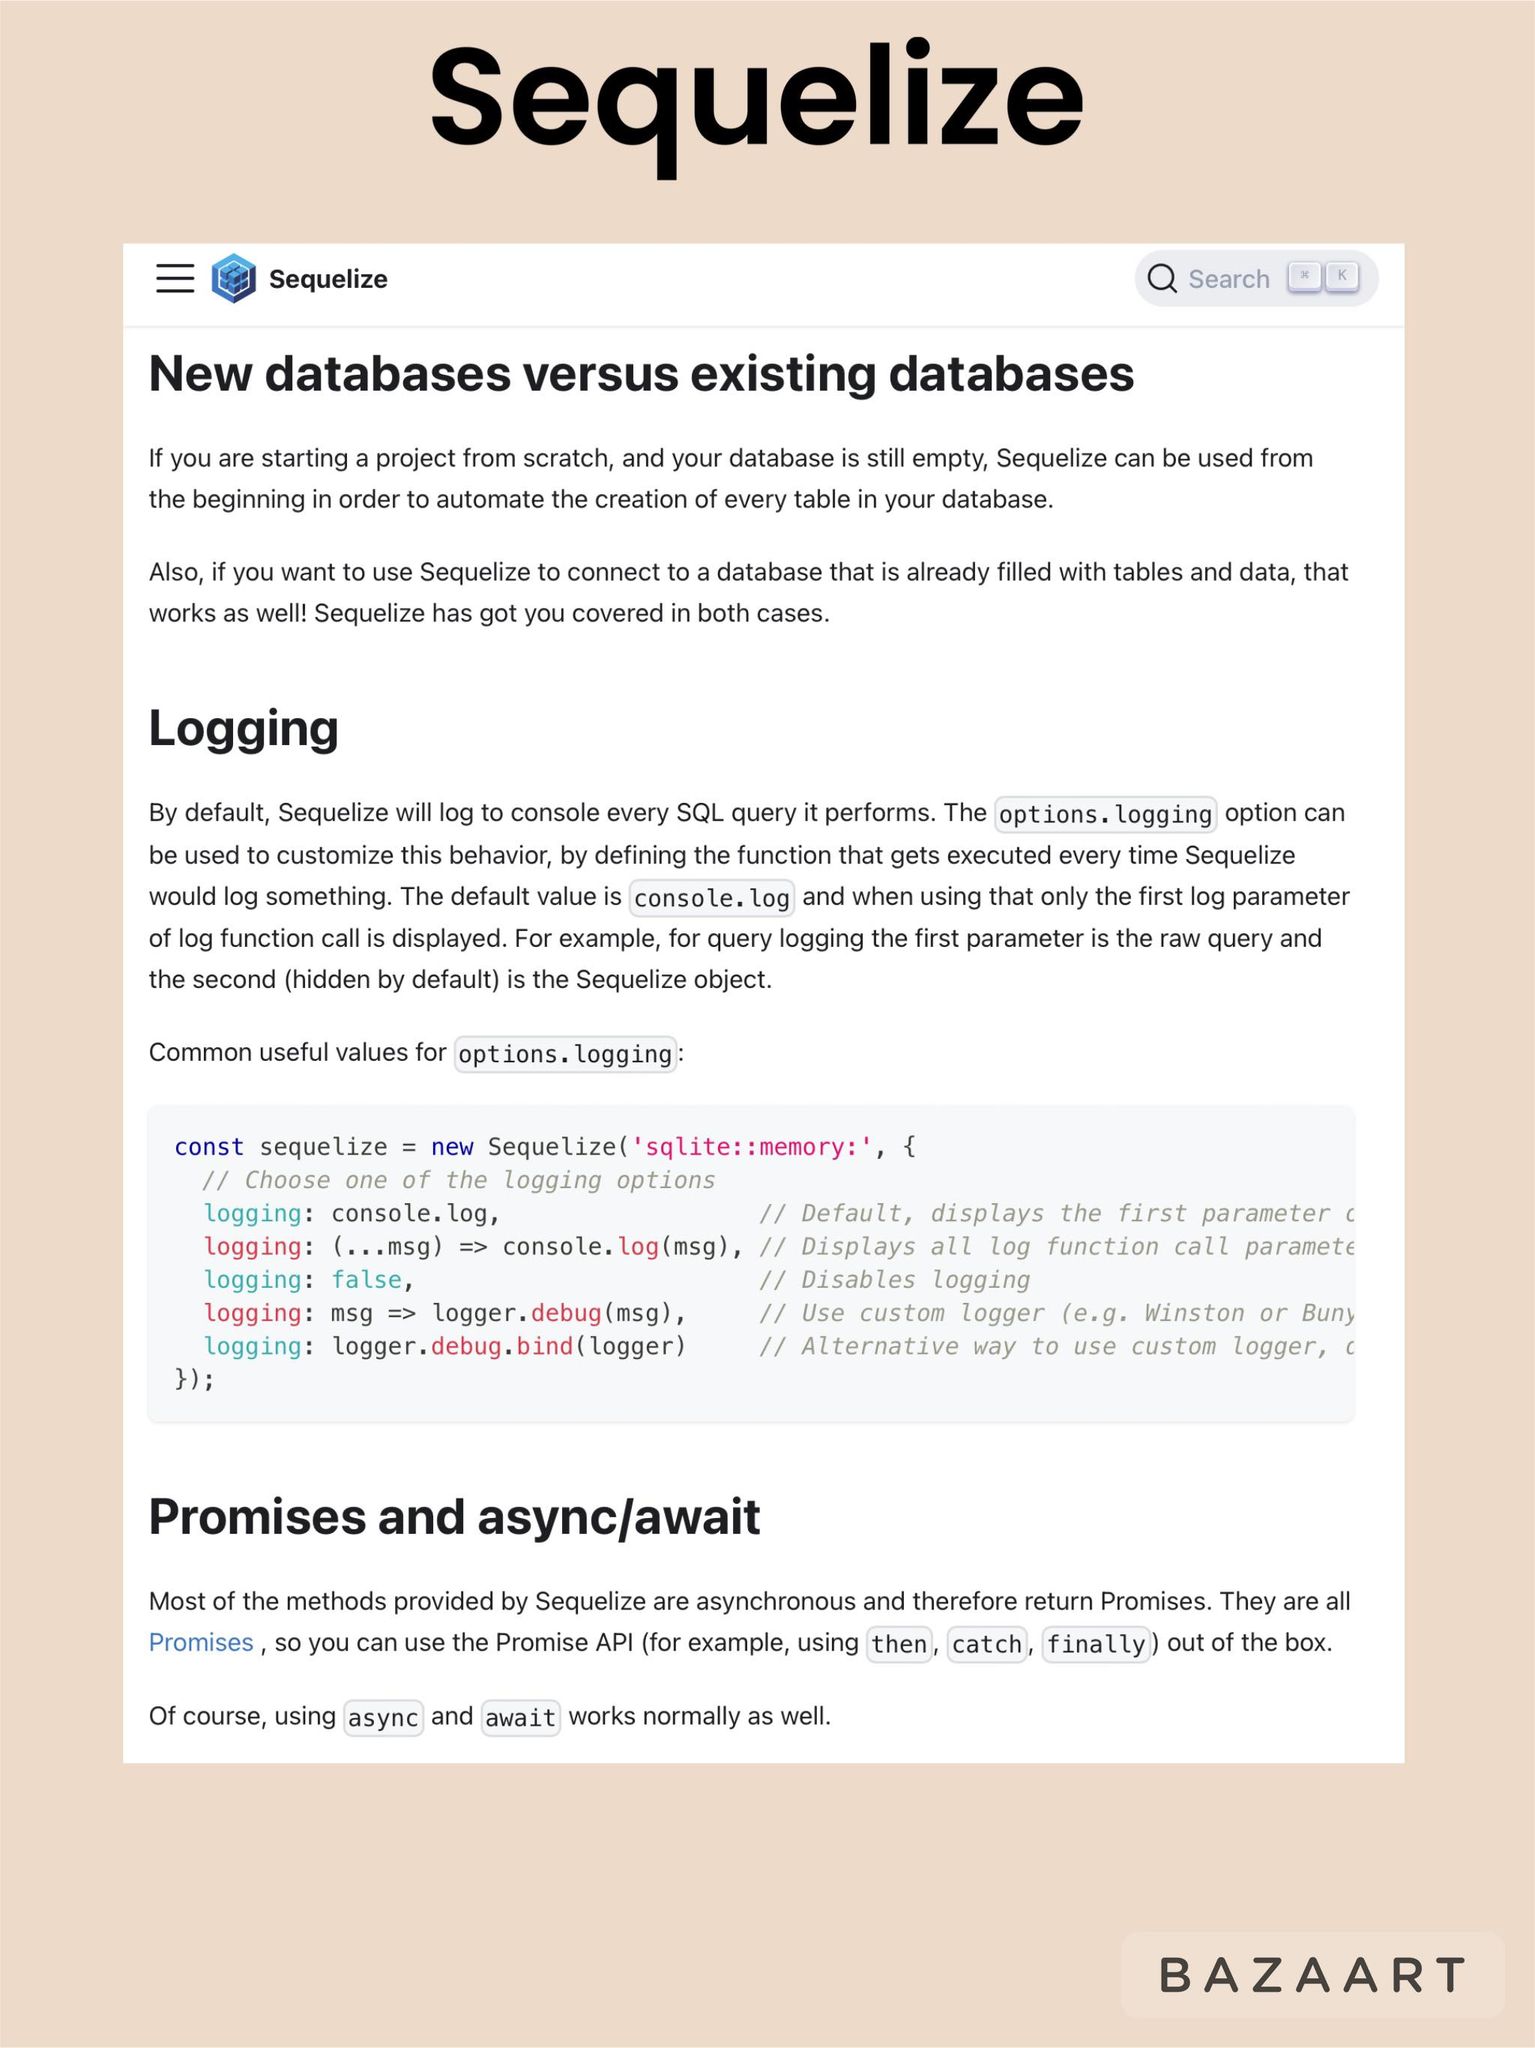 Sequelize
Sequelize
Search ⌘ K
New databases versus existing databases
If you are starting a project from scratch, and your database is still empty, Sequelize can be used from
the beginning in order to automate the creation of every table in your database.
Also, if you want to use Sequelize to connect to a database that is already filled with tables and data, that
works as well! Sequelize has got you covered in both cases.
Logging
By default, Sequelize will log to console every SQL query it performs. The options.logging option can
be used to customize this behavior, by defining the function that gets executed every time Sequelize
would log something. The default value is console.log and when using that only the first log parameter
of log function call is displayed. For example, for query logging the first parameter is the raw query and
the second (hidden by default) is the Sequelize object.
Common useful values for options.logging:
const sequelize = new Sequelize('sqlite::memory:', {
  // Choose one of the logging options
  logging: console.log,                  // Default, displays the first parameter
  logging: (...msg) => console.log(msg), // Displays all log function call
  logging: false,                        // Disables logging
  logging: msg => logger.debug(msg),     // Use custom logger (e.g. Winston or
  logging: logger.debug.bind(logger)     // Alternative way to use custom logger,
});
Promises and async/await
Most of the methods provided by Sequelize are asynchronous and therefore return Promises. They are all
Promises , so you can use the Promise API (for example, using then, catch, finally) out of the box.
Of course, using async and await works normally as well.
BAZAART